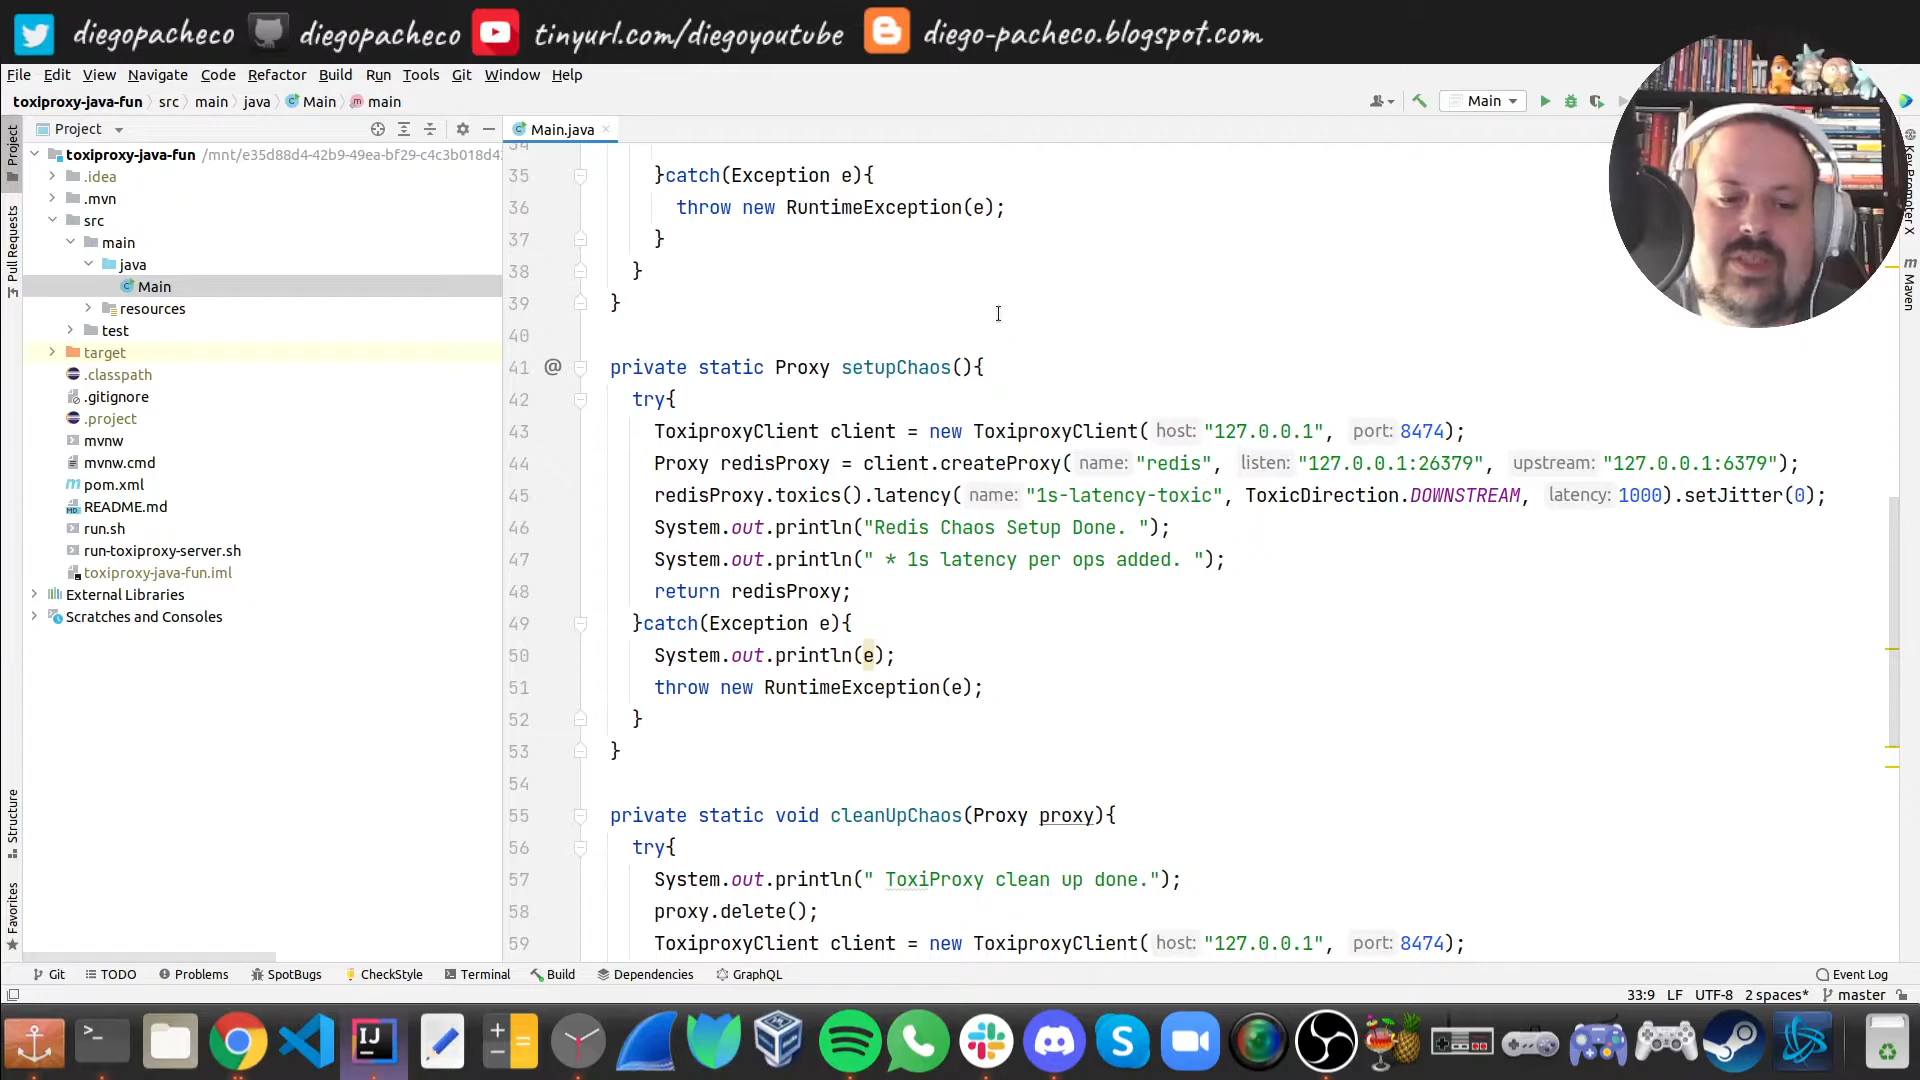 diegopacheco diegopacheco tinyurl.com/diegoyoutube diego-pacheco.blogspot.com
File Edit View Navigate Code Refactor Build Run Tools Git Window Help
toxiproxy-java-fun src main java Main main
Main
Project
Main.java
toxiproxy-java-fun /mnt/e35d88d4-42b9-49ea-bf29-c4c3b018d4
.idea
.mvn
src
main
java
Main
resources
test
target
.classpath
.gitignore
.project
mvnw
mvnw.cmd
pom.xml
README.md
run.sh
run-toxiproxy-server.sh
toxiproxy-java-fun.iml
External Libraries
Scratches and Consoles
Project
Pull Requests
Structure
Favorites
34
35 }catch(Exception e){
36 throw new RuntimeException(e);
37 }
38 }
39 }
40
41 @ private static Proxy setupChaos(){
42 try{
43 ToxiproxyClient client = new ToxiproxyClient( host: "127.0.0.1", port: 8474);
44 Proxy redisProxy = client.createProxy( name: "redis", listen: "127.0.0.1:26379", upstream: "127.0.0.1:6379");
45 redisProxy.toxics().latency( name: "1s-latency-toxic", ToxicDirection.DOWNSTREAM, latency: 1000).setJitter(0);
46 System.out.println("Redis Chaos Setup Done. ");
47 System.out.println(" * 1s latency per ops added. ");
48 return redisProxy;
49 }catch(Exception e){
50 System.out.println(e);
51 throw new RuntimeException(e);
52 }
53 }
54
55 private static void cleanUpChaos(Proxy proxy){
56 try{
57 System.out.println(" ToxiProxy clean up done.");
58 proxy.delete();
59 ToxiproxyClient client = new ToxiproxyClient( host: "127.0.0.1", port: 8474);
Key Promoter X
Maven
Git TODO Problems SpotBugs CheckStyle Terminal Build Dependencies GraphQL Event Log
33:9 LF UTF-8 2 spaces* master